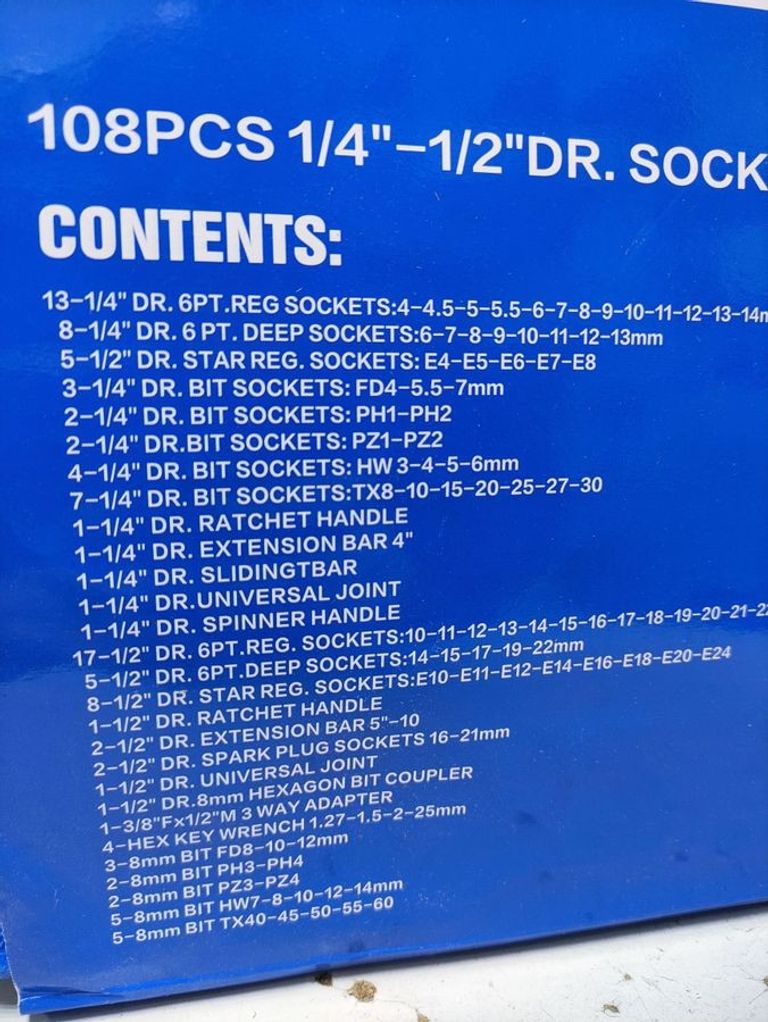 108PCS 1/4"-1/2"DR. SOCK
CONTENTS:
13-1/4" DR. 6PT.REG SOCKETS:4-4.5-5-5.5-6-7-8-9-10-11-12-13-14m
8-1/4" DR. 6 PT. DEEP SOCKETS:6-7-8-9-10-11-12-13mm
5-1/2" DR. STAR REG. SOCKETS: E4-E5-E6-E7-E8
3-1/4" DR. BIT SOCKETS: FD4-5.5-7mm
2-1/4" DR. BIT SOCKETS: PH1-PH2
2-1/4" DR.BIT SOCKETS: PZ1-PZ2
4-1/4" DR. BIT SOCKETS: HW 3-4-5-6mm
7-1/4" DR. BIT SOCKETS:TX8-10-15-20-25-27-30
1-1/4" DR. RATCHET HANDLE
1-1/4" DR. EXTENSION BAR 4"
1-1/4" DR. SLIDINGTBAR
1-1/4" DR.UNIVERSAL JOINT
1-1/4" DR. SPINNER HANDLE
17-1/2" DR. 6PT.REG. SOCKETS:10-11-12-13-14-15-16-17-18-19-20-21-22
5-1/2" DR. 6PT.DEEP SOCKETS:14-15-17-19-22mm
8-1/2" DR. STAR REG. SOCKETS:E10-E11-E12-E14-E16-E18-E20-E24
1-1/2" DR. RATCHET HANDLE
2-1/2" DR. EXTENSION BAR 5"-10
2-1/2" DR. SPARK PLUG SOCKETS 16-21mm
1-1/2" DR. UNIVERSAL JOINT
1-1/2" DR.8mm HEXAGON BIT COUPLER
1-3/8"Fx1/2"M 3 WAY ADAPTER
4-HEX KEY WRENCH 1.27-1.5-2-25mm
3-8mm BIT FD8-10-12mm
2-8mm BIT PH3-PH4
2-8mm BIT PZ3-PZ4
5-8mm BIT HW7-8-10-12-14mm
5-8mm BIT TX40-45-50-55-60